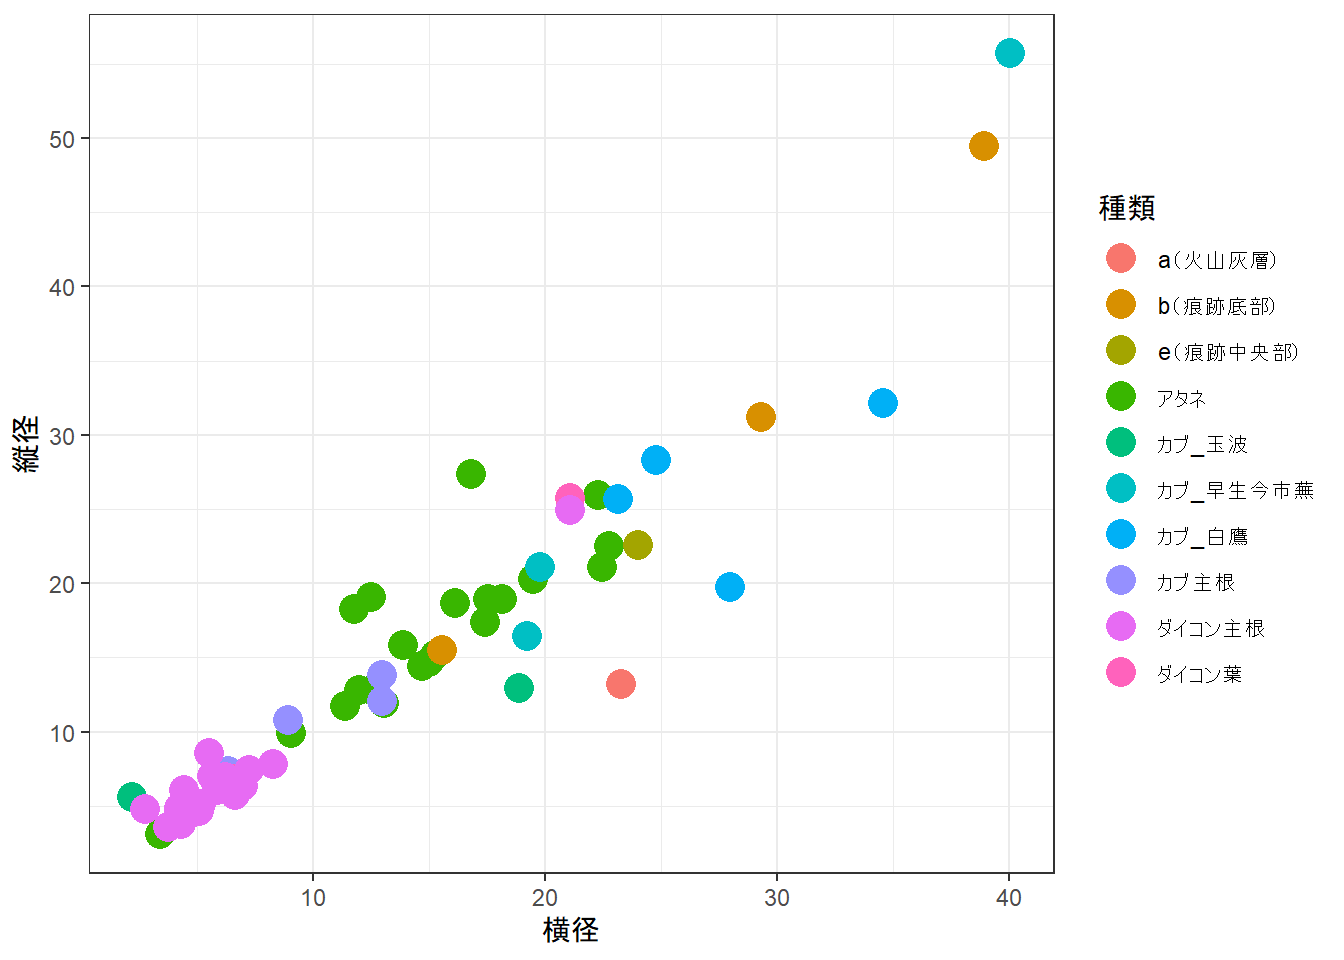 50
40
30
20
10
縦径
10 20 30 40
横径
種類
a(火山灰層)
b(痕跡底部)
e(痕跡中央部)
アタネ
カブ_玉波
カブ_早生今市蕪
カブ_白鷹
カブ主根
ダイコン主根
ダイコン葉